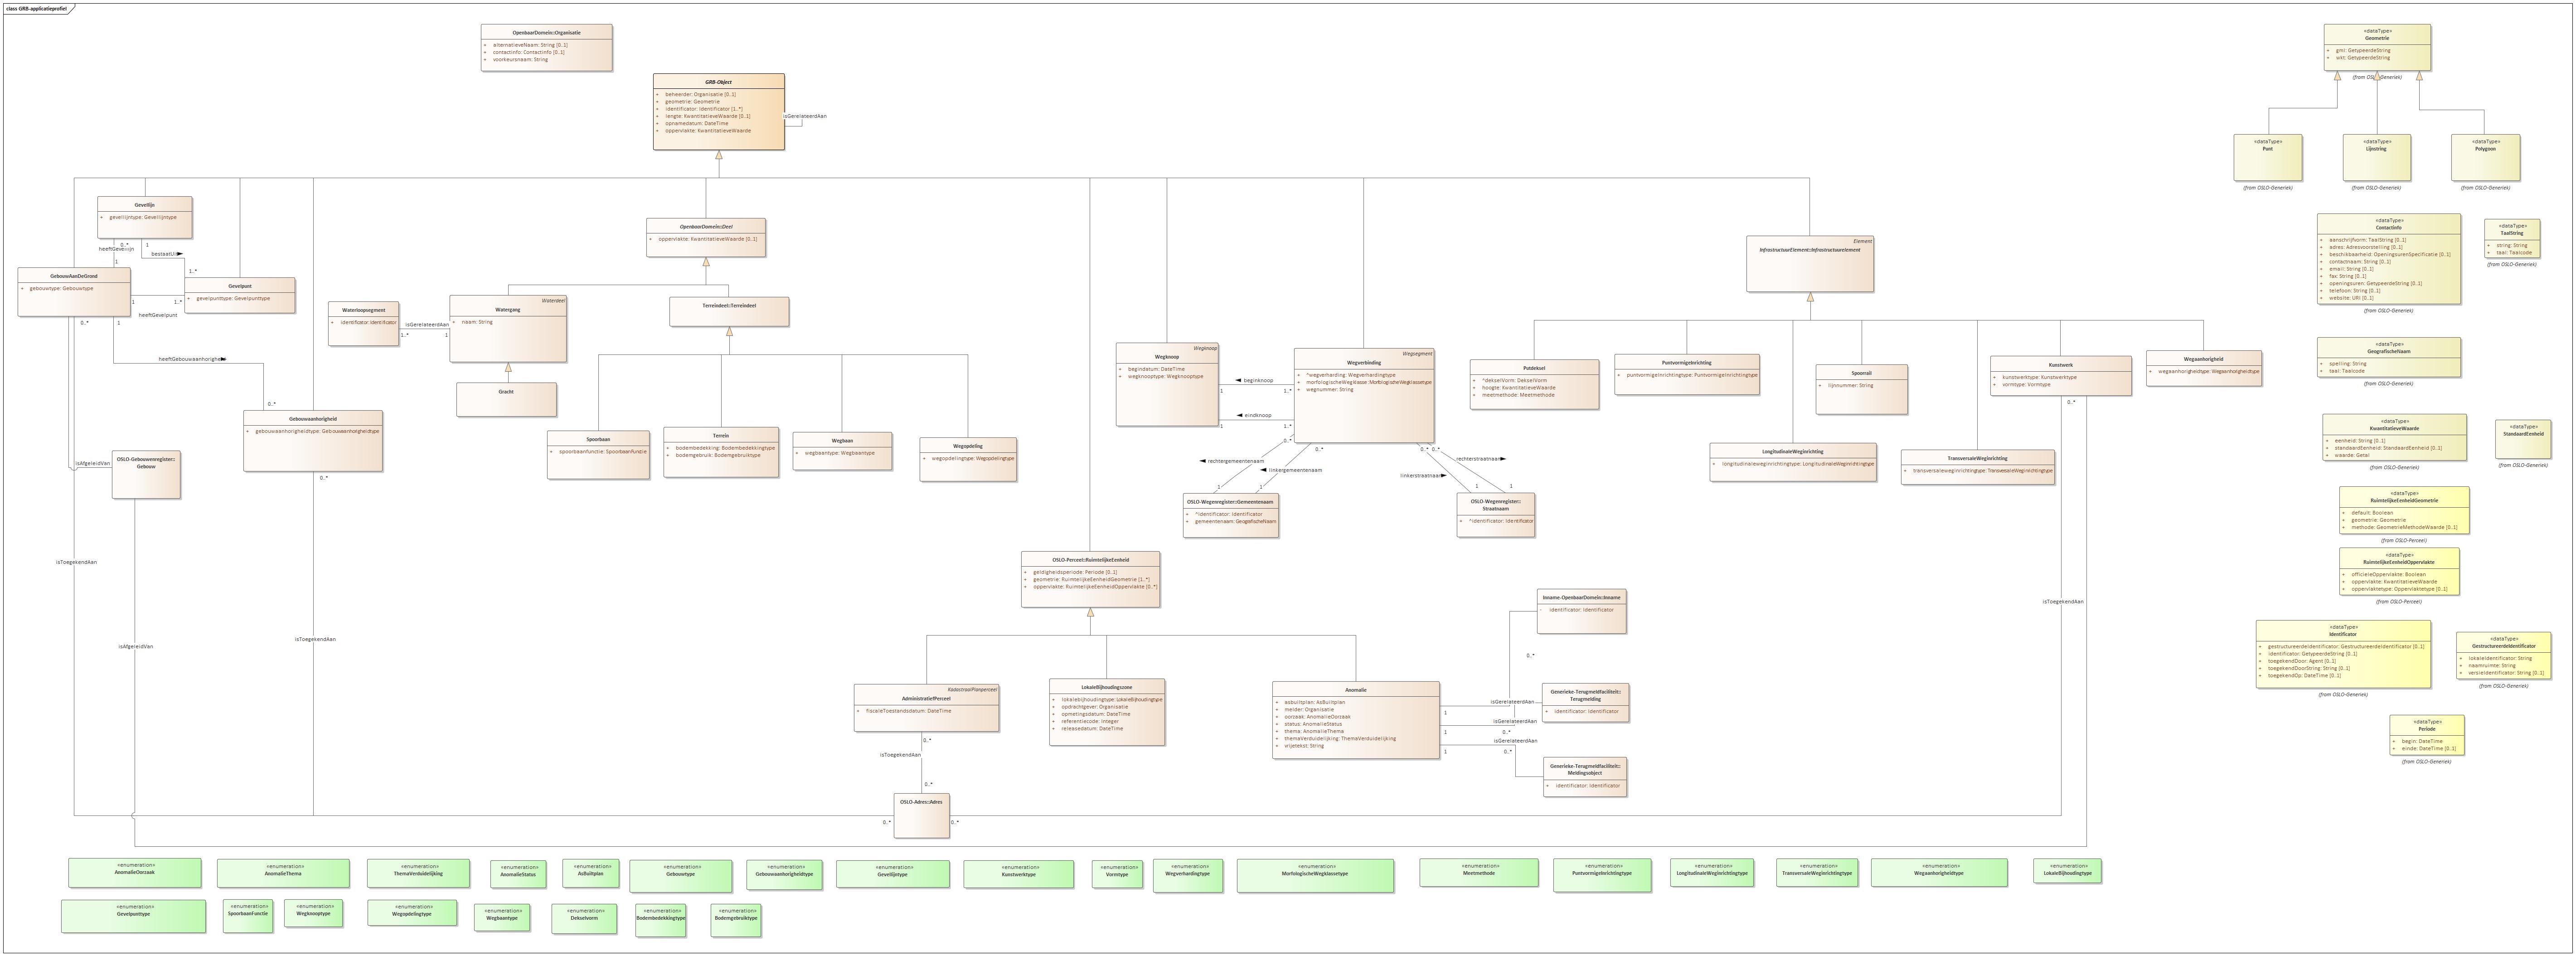 class GRB-applicatieprofiel
OpenbaarDomein::Organisatie
+ alternatieveNaam: String [0..1]
+ contactinfo: Contactinfo [0..1]
+ voorkeursnaam: String
GRB-Object
+ beheerder: Organisatie [0..1]
+ geometrie: Geometrie
+ identificator: Identificator [1..*]
+ lengte: KwantitatieveWaarde [0..1]
+ opnamedatum: DateTime
+ oppervlakte: KwantitatieveWaarde
isGerelateerdAan
«dataType»
Geometrie
+ gml: GetypeerdeString
+ wkt: GetypeerdeString
«dataType»
Punt
(from OSLO-Generiek)
«dataType»
Lijnstring
(from OSLO-Generiek)
«dataType»
Polygoon
(from OSLO-Generiek)
Gevellijn
+ gevellijntype: Gevellijntype
0..*
1
1
bestaatUit
1..*
GebouwAanDeGrond
+ gebouwtype: Gebouwtype
Gevelpunt
+ gevelpunttype: Gevelpunttype
1
1..*
heeftGevelpunt
0..*
1
heeftGebouwaanhorigheid
0..*
Gebouwaanhorigheid
+ gebouwaanhorigheidtype: Gebouwaanhorigheidtype
0..*
isAfgeleidVan
OSLO-Gebouwenregister::
Gebouw
isToegekendAan
isAfgeleidVan
isToegekendAan
OpenbaarDomein::Deel
+ oppervlakte: KwantitatieveWaarde [0..1]
Waterloopsegment
+ identificator: Identificator
isGerelateerdAan
1..*
1
Waterdeel
Watergang
+ naam: String
Gracht
Terreindeel::Terreindeel
Spoorbaan
+ spoorbaanfunctie: Spoorbaanfunctie
Terrein
+ bodembedekking: Bodembedekkingtype
+ bodemgebruik: Bodemgebruiktype
Wegbaan
+ wegbaantype: Wegbaantype
Wegopdeling
+ wegopdelingtype: Wegopdelingtype
Wegknoop
Wegknoop
+ begindatum: DateTime
+ wegknooptype: Wegknooptype
beginknoop
1
1..*
eindknoop
1
1..*
Wegsegment
Wegverbinding
+ *wegverharding: Wegverhardingtype
+ morfologischeWegklasse: MorfologischeWegklassetype
+ wegnummer: String
0..*
0..*
0..*
0..*
rechtergemeentenaam
linkergemeentenaam
linkerstraatnaam
rechterstraatnaam
1
1
1
1
OSLO-Wegenregister::Gemeentenaam
+ *identificator: Identificator
+ gemeentenaam: GeografischeNaam
OSLO-Wegenregister::
Straatnaam
+ *identificator: Identificator
Element
InfrastructuurElement::Infrastructuurelement
Putdeksel
+ *dekselVorm: DekselVorm
+ hoogte: KwantitatieveWaarde
+ meetmethode: Meetmethode
PuntvormigeInrichting
+ puntvormigeInrichtingtype: PuntvormigeInrichtingtype
Spoorrail
+ lijnnummer: String
Kunstwerk
+ kunstwerktype: Kunstwerktype
+ vormtype: Vormtype
0..*
Wegaanhorigheid
+ wegaanhorigheidtype: Wegaanhorigheidtype
LongitudinaleWeginrichting
+ longitudinaleweginrichtingtype: LongitudinaleWeginrichtingtype
TransversaleWeginrichting
+ transversaleweginrichtingtype: TransversaleWeginrichtingtype
isToegekendAan
OSLO-Perceel::RuimtelijkeEenheid
+ geldigheidsperiode: Periode [0..1]
+ geometrie: RuimtelijkeEenheidGeometrie [1..*]
+ oppervlakte: RuimtelijkeEenheidOppervlakte [0..*]
KadastraalPlanperceel
AdministratiefPerceel
+ fiscaleToestandsdatum: DateTime
0..*
isToegekendAan
0..*
OSLO-Adres::Adres
0..*
0..*
LokaleBijhoudingszone
+ lokalebijhoudingtype: LokaleBijhoudingtype
+ opdrachtgever: Organisatie
+ opmetingsdatum: DateTime
+ referentiecode: Integer
+ releasedatum: DateTime
Anomalie
+ asbuiltplan: AsBuiltplan
+ melder: Organisatie
+ oorzaak: AnomalieOorzaak
+ status: AnomalieStatus
+ thema: AnomalieThema
+ themaVerduidelijking: ThemaVerduidelijking
+ vrijetekst: String
Inname-OpenbaarDomein::Inname
- identificator: Identificator
0..*
isGerelateerdAan
1
Generieke-Terugmeldfaciliteit::
Terugmelding
+ identificator: Identificator
isGerelateerdAan
1
0..*
isGerelateerdAan
1
0..*
Generieke-Terugmeldfaciliteit::
Meldingsobject
+ identificator: Identificator
«dataType»
Contactinfo
+ aanschrijfvorm: TaalString [0..1]
+ adres: Adresvoorstelling [0..1]
+ beschikbaarheid: OpeningsurenSpecificatie [0..1]
+ contactnaam: String [0..1]
+ email: String [0..1]
+ fax: String [0..1]
+ openingsuren: GetypeerdeString [0..1]
+ telefoon: String [0..1]
+ website: URI [0..1]
(from OSLO-Generiek)
«dataType»
TaalString
+ string: String
+ taal: Taalcode
(from OSLO-Generiek)
«dataType»
GeografischeNaam
+ spelling: String
+ taal: Taalcode
(from OSLO-Generiek)
«dataType»
KwantitatieveWaarde
+ eenheid: String [0..1]
+ standaardEenheid: StandaardEenheid [0..1]
+ waarde: Getal
(from OSLO-Generiek)
«dataType»
StandaardEenheid
(from OSLO-Generiek)
«dataType»
RuimtelijkeEenheidGeometrie
+ default: Boolean
+ geometrie: Geometrie
+ methode: GeometrieMethodeWaarde [0..1]
(from OSLO-Perceel)
«dataType»
RuimtelijkeEenheidOppervlakte
+ officieleOppervlakte: Boolean
+ oppervlakte: KwantitatieveWaarde
+ oppervlaktetype: Oppervlaktetype [0..1]
(from OSLO-Perceel)
«dataType»
Identificator
+ gestructureerdeIdentificator: GestructureerdeIdentificator [0..1]
+ identificator: GetypeerdeString [0..1]
+ toegekendDoor: Agent [0..1]
+ toegekendDoorString: String [0..1]
+ toegekendOp: DateTime [0..1]
(from OSLO-Generiek)
«dataType»
GestructureerdeIdentificator
+ lokaleIdentificator: String
+ naamruimte: String
+ versieIdentificator: String [0..1]
(from OSLO-Generiek)
«dataType»
Periode
+ begin: DateTime
+ einde: DateTime [0..1]
(from OSLO-Generiek)
«enumeration»
AnomalieOorzaak
«enumeration»
AnomalieThema
«enumeration»
ThemaVerduidelijking
«enumeration»
AnomalieStatus
«enumeration»
AsBuiltplan
«enumeration»
Gebouwtype
«enumeration»
Gebouwaanhorigheidtype
«enumeration»
Gevellijntype
«enumeration»
Kunstwerktype
«enumeration»
Vormtype
«enumeration»
Wegverhardingtype
«enumeration»
MorfologischeWegklassetype
«enumeration»
Meetmethode
«enumeration»
PuntvormigeInrichtingtype
«enumeration»
LongitudinaleWeginrichtingtype
«enumeration»
TransversaleWeginrichtingtype
«enumeration»
Wegaanhorigheidtype
«enumeration»
LokaleBijhoudingtype
«enumeration»
Gevelpunttype
«enumeration»
SpoorbaanFunctie
«enumeration»
Wegknooptype
«enumeration»
Wegopdelingtype
«enumeration»
Wegbaantype
«enumeration»
Dekselvorm
«enumeration»
Bodembedekkingtype
«enumeration»
Bodemgebruiktype